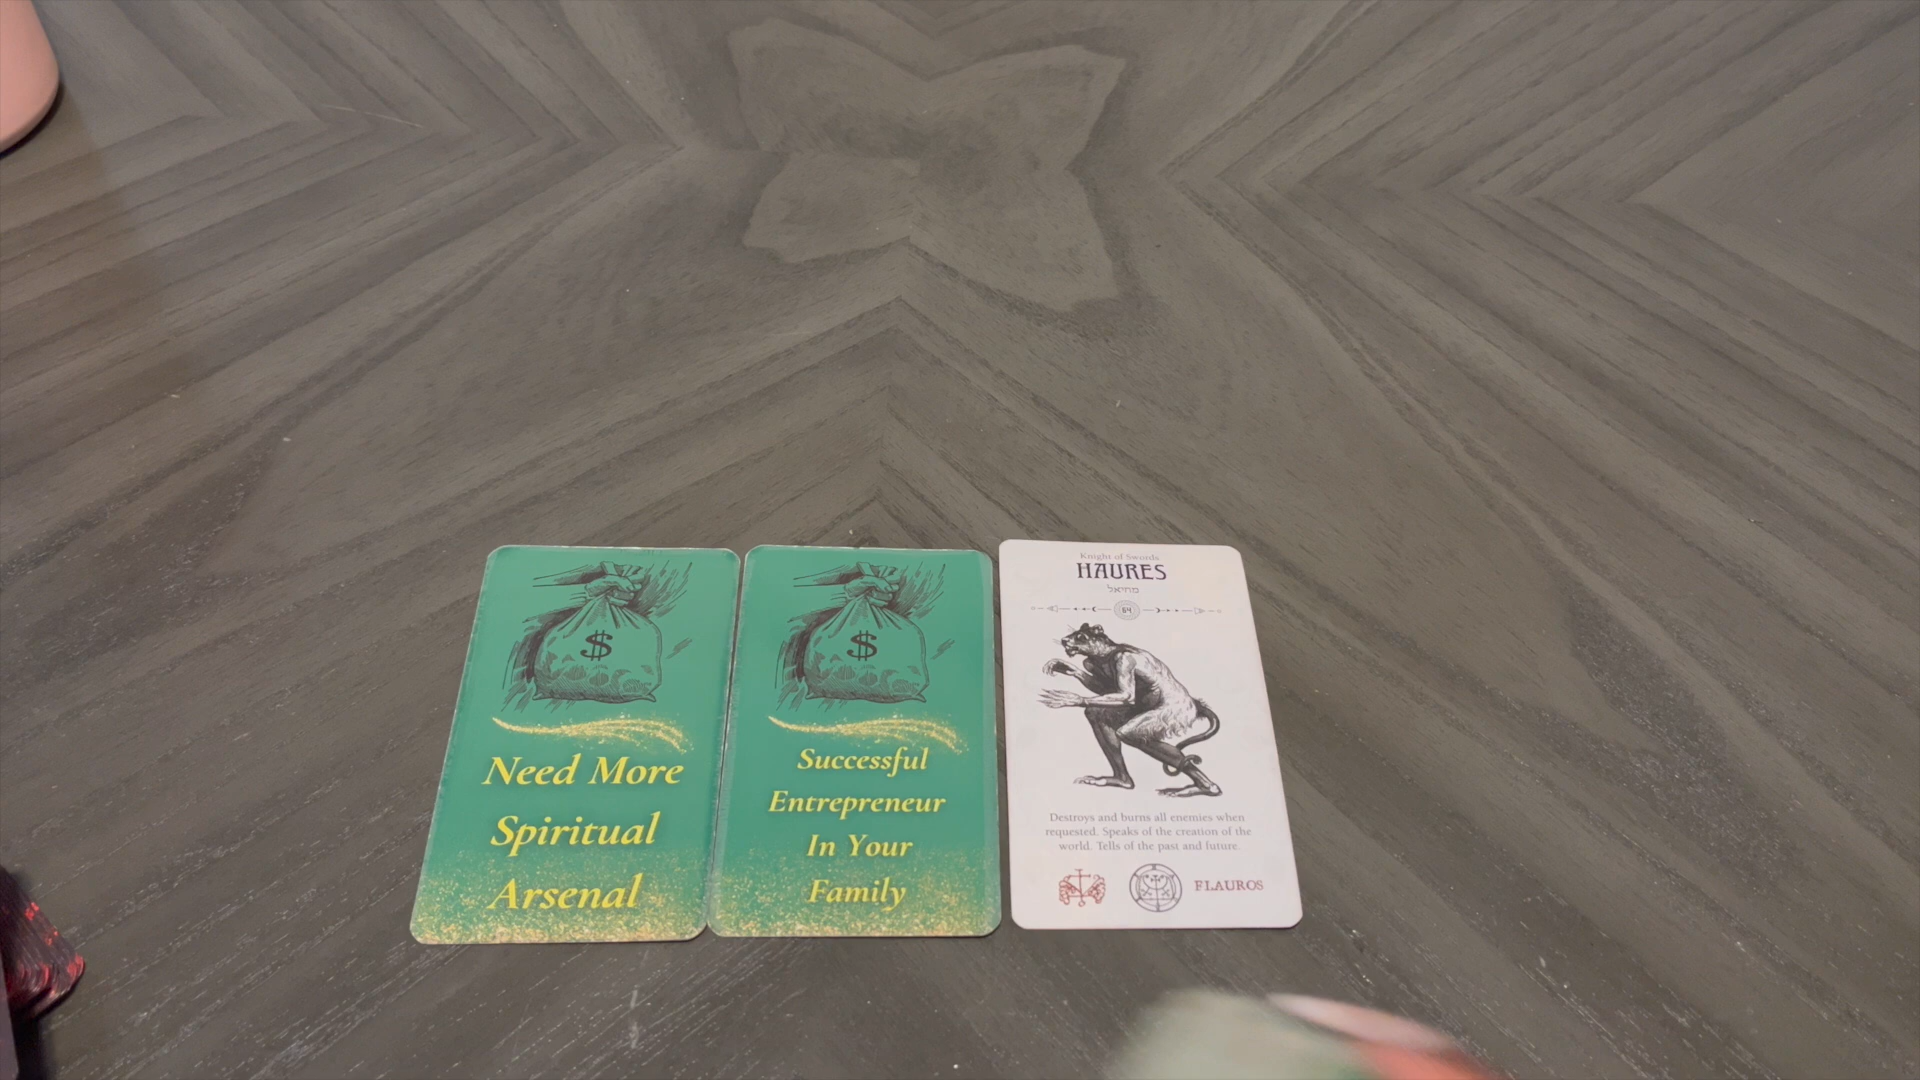 Need More
Spiritual
Arsenal
Successful
Entrepreneur
In Your
Family
Knight of Swords
HAURES
מחיאל
64
Destroys and burns all enemies when
requested. Speaks of the creation of the
world. Tells of the past and future.
FLAUROS
$
$